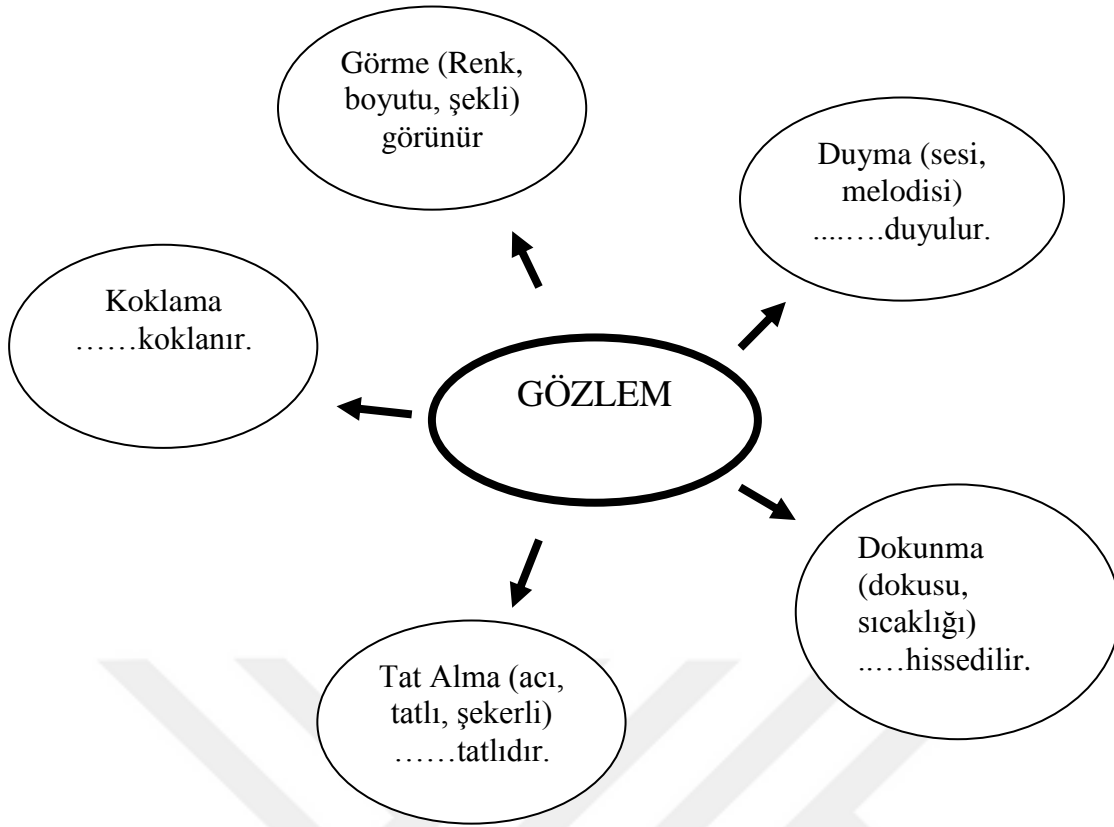 Görme (Renk,
boyutu, şekli)
görünür
Duyma (sesi,
melodisi)
....….duyulur.
Koklama
……koklanır.
GÖZLEM
Dokunma
(dokusu,
sıcaklığı)
..…hissedilir.
Tat Alma (acı,
tatlı, şekerli)
……tatlıdır.